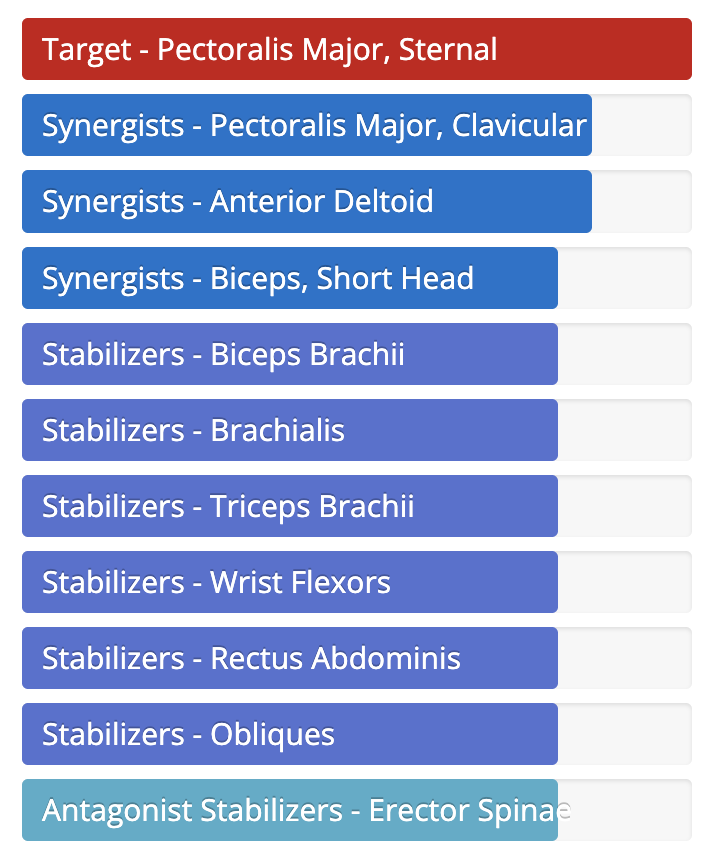 Target - Pectoralis Major, Sternal
Synergists - Pectoralis Major, Clavicular
Synergists - Anterior Deltoid
Synergists - Biceps, Short Head
Stabilizers - Biceps Brachii
Stabilizers - Brachialis
Stabilizers - Triceps Brachii
Stabilizers - Wrist Flexors
Stabilizers - Rectus Abdominis
Stabilizers - Obliques
Antagonist Stabilizers - Erector Spinae